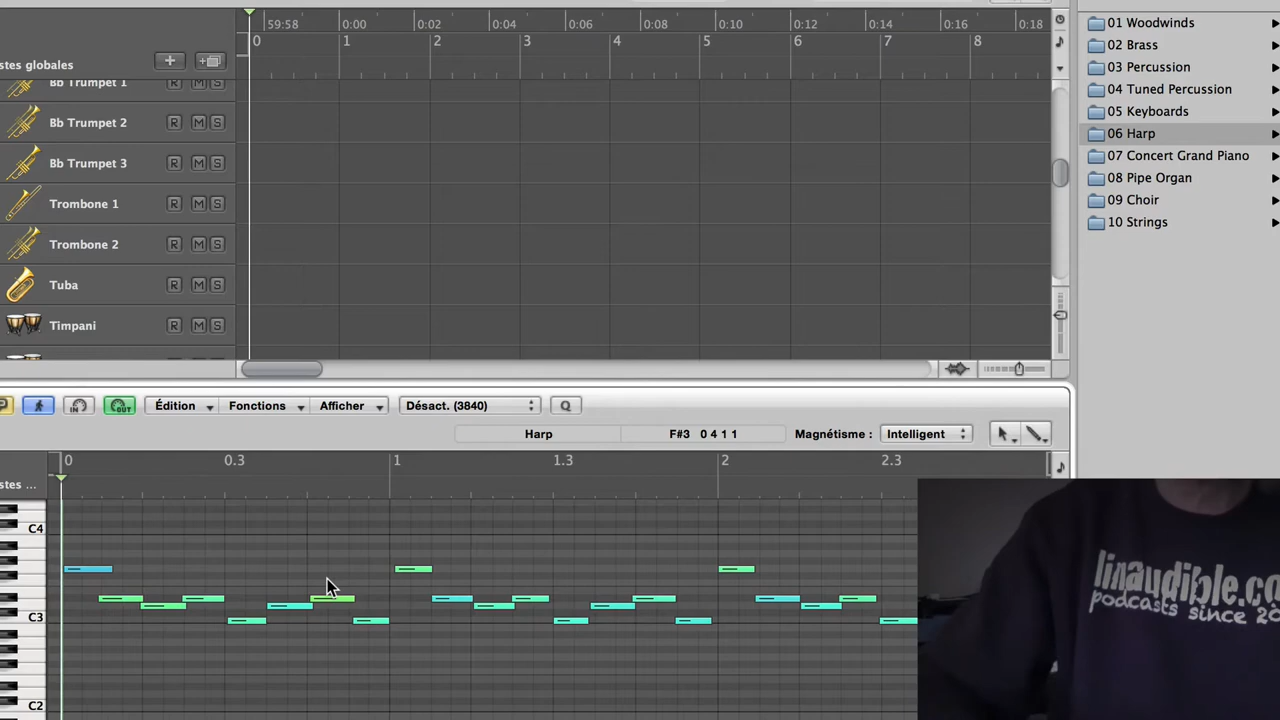 59:58 0:00 0:02 0:04 0:06 0:08 0:10 0:12 0:14 0:16 0:18
0 1 2 3 4 5 6 7 8
stes globales
Bb Trumpet 1 R M S
Bb Trumpet 2 R M S
Bb Trumpet 3 R M S
Trombone 1 R M S
Trombone 2 R M S
Tuba R M S
Timpani R M S
01 Woodwinds
02 Brass
03 Percussion
04 Tuned Percussion
05 Keyboards
06 Harp
07 Concert Grand Piano
08 Pipe Organ
09 Choir
10 Strings
IN OUT Édition Fonctions Afficher Désact. (3840) Q
Harp F#3 0 4 1 1 Magnétisme : Intelligent
0 0.3 1 1.3 2 2.3
stes ...
C4
C3
C2
linaudible.co
podcasts since 20